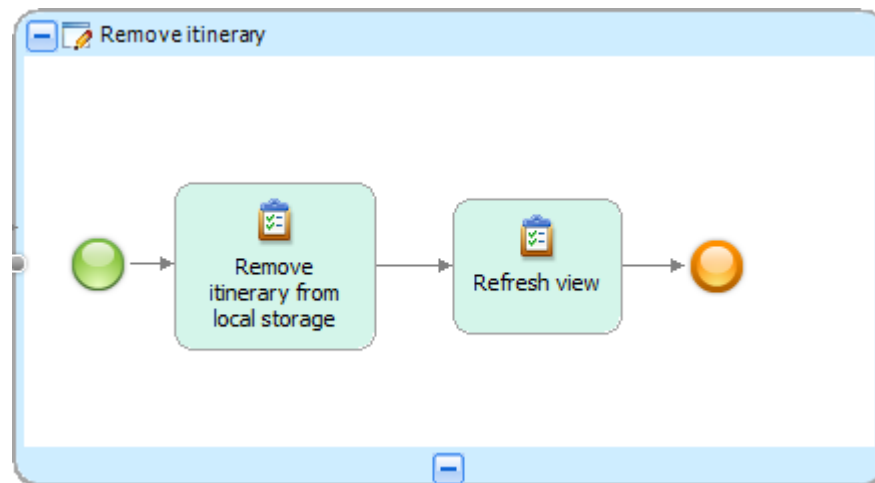 Remove itinerary
Remove
itinerary from
local storage
Refresh view